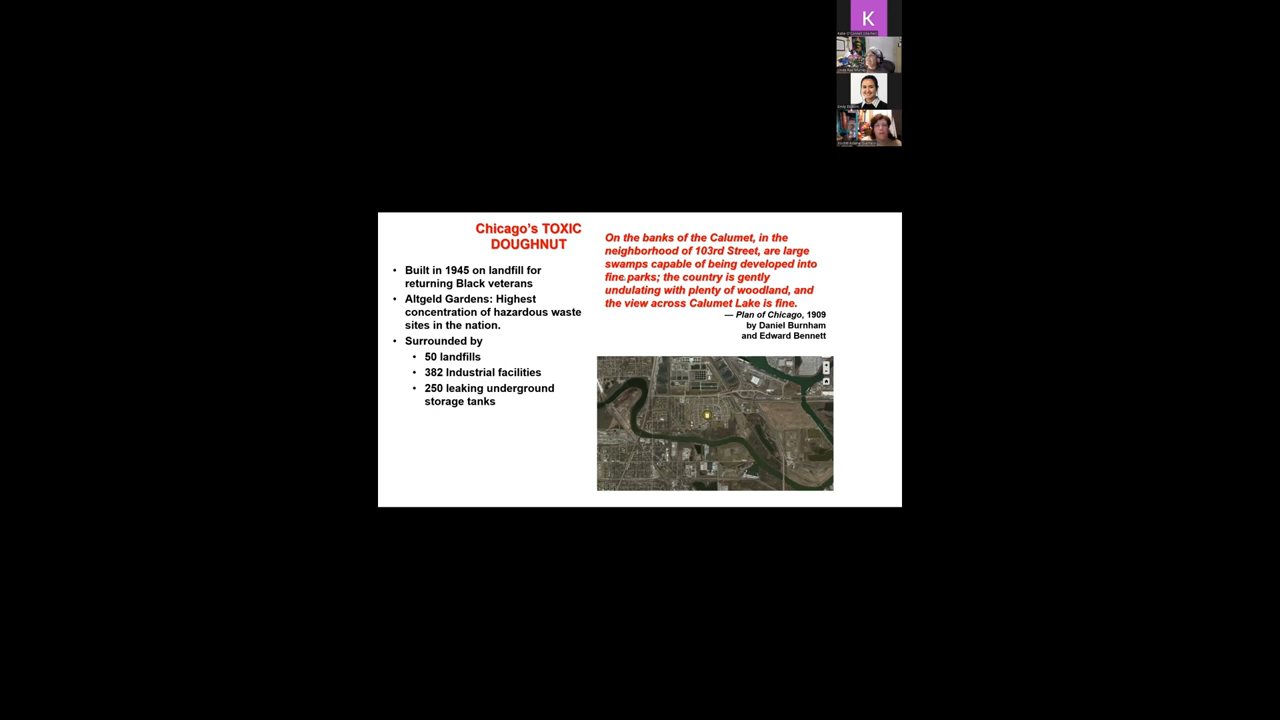 K
Chicago's TOXIC
DOUGHNUT
• Built in 1945 on landfill for
returning Black veterans
• Altgeld Gardens: Highest
concentration of hazardous waste
sites in the nation.
• Surrounded by
• 50 landfills
• 382 Industrial facilities
• 250 leaking underground
storage tanks
On the banks of the Calumet, in the
neighborhood of 103rd Street, are large
swamps capable of being developed into
fine parks; the country is gently
undulating with plenty of woodland, and
the view across Calumet Lake is fine.
— Plan of Chicago, 1909
by Daniel Burnham
and Edward Bennett